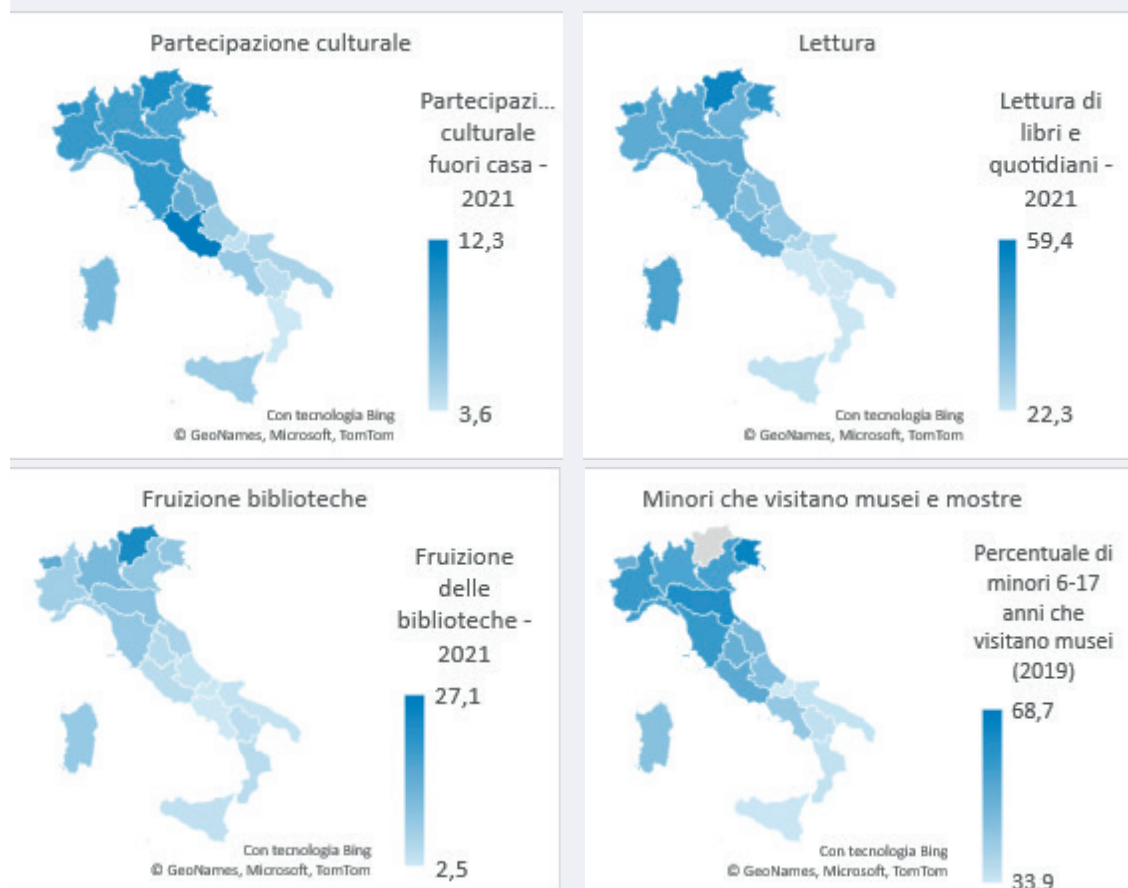 Partecipazione culturale
Partecipazi...
culturale
fuori casa -
2021
12,3
3,6
Con tecnologia Bing
© GeoNames, Microsoft, TomTom
Lettura
Lettura di
libri e
quotidiani -
2021
59,4
22,3
Con tecnologia Bing
© GeoNames, Microsoft, TomTom
Fruizione biblioteche
Fruizione
delle
biblioteche -
2021
27,1
2,5
Con tecnologia Bing
© GeoNames, Microsoft, TomTom
Minori che visitano musei e mostre
Percentuale di
minori 6-17
anni che
visitano musei
(2019)
68,7
33,9
Con tecnologia Bing
© GeoNames, Microsoft, TomTom